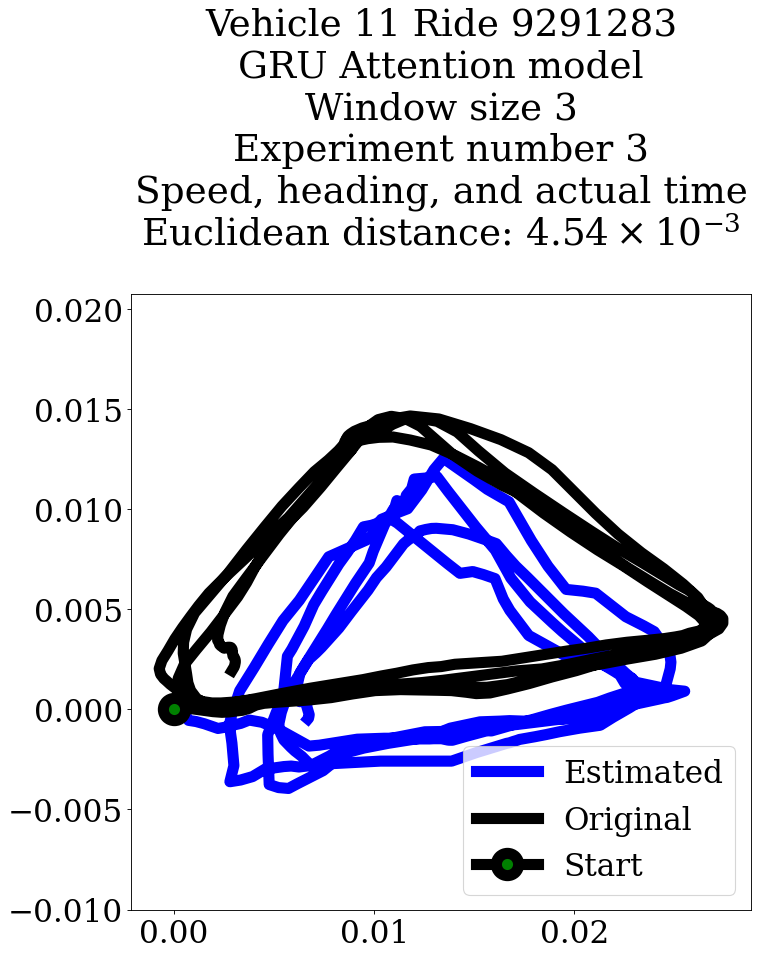 Vehicle 11 Ride 9291283
GRU Attention model
Window size 3
Experiment number 3
Speed, heading, and actual time
Euclidean distance: 4.54 × 10⁻³
0.020
0.015
0.010
0.005
0.000
−0.005
−0.010
0.00 0.01 0.02
Estimated
Original
Start